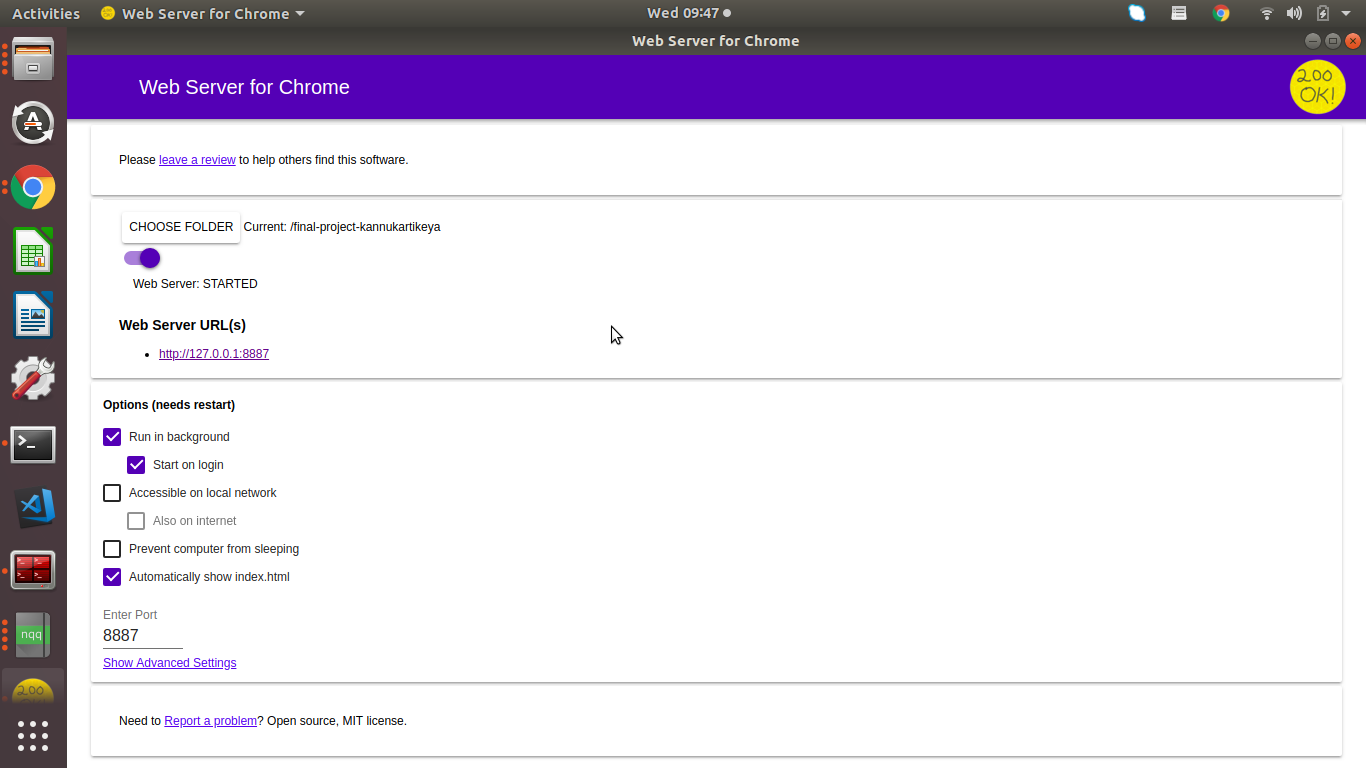 Activities Web Server for Chrome Wed 09:47
Web Server for Chrome
Web Server for Chrome
200
OK!
Please leave a review to help others find this software.
CHOOSE FOLDER Current: /final-project-kannukartikeya
Web Server: STARTED
Web Server URL(s)
http://127.0.0.1:8887
Options (needs restart)
Run in background
Start on login
Accessible on local network
Also on internet
Prevent computer from sleeping
Automatically show index.html
Enter Port
8887
Show Advanced Settings
Need to Report a problem? Open source, MIT license.
A
>_
nqq
200